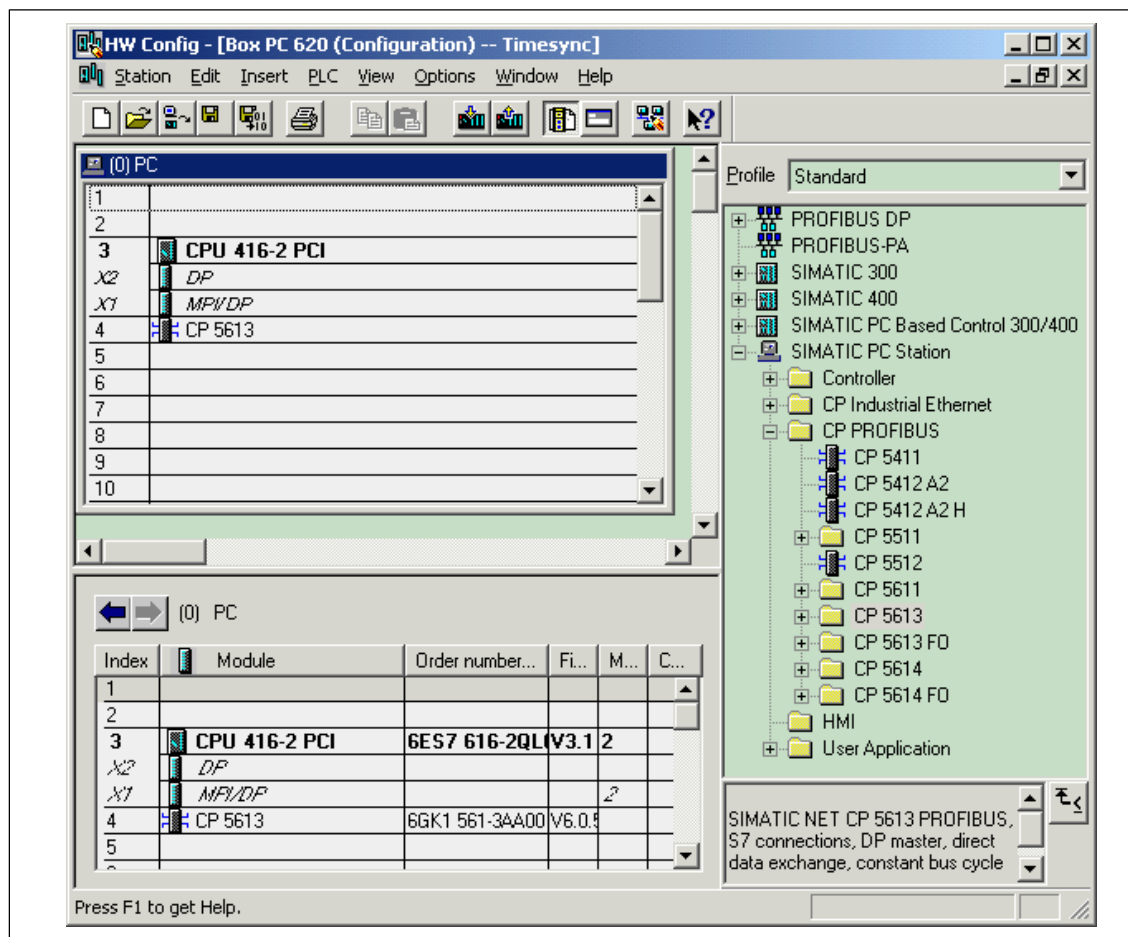 HW Config - [Box PC 620 (Configuration) -- Timesync]
Station Edit Insert PLC View Options Window Help
(0) PC
1
2
3 CPU 416-2 PCI
X2 DP
X1 MPI/DP
4 CP 5613
5
6
7
8
9
10
Profile Standard
PROFIBUS DP
PROFIBUS-PA
SIMATIC 300
SIMATIC 400
SIMATIC PC Based Control 300/400
SIMATIC PC Station
Controller
CP Industrial Ethernet
CP PROFIBUS
CP 5411
CP 5412 A2
CP 5412 A2 H
CP 5511
CP 5512
CP 5611
CP 5613
CP 5613 FO
CP 5614
CP 5614 FO
HMI
User Application
(0) PC
Index Module Order number... Fi... M... C...
1
2
3 CPU 416-2 PCI 6ES7 616-2QL V3.1 2
X2 DP
X1 MPI/DP 2
4 CP 5613 6GK1 561-3AA00 V6.0.
5
SIMATIC NET CP 5613 PROFIBUS,
S7 connections, DP master, direct
data exchange, constant bus cycle
Press F1 to get Help.